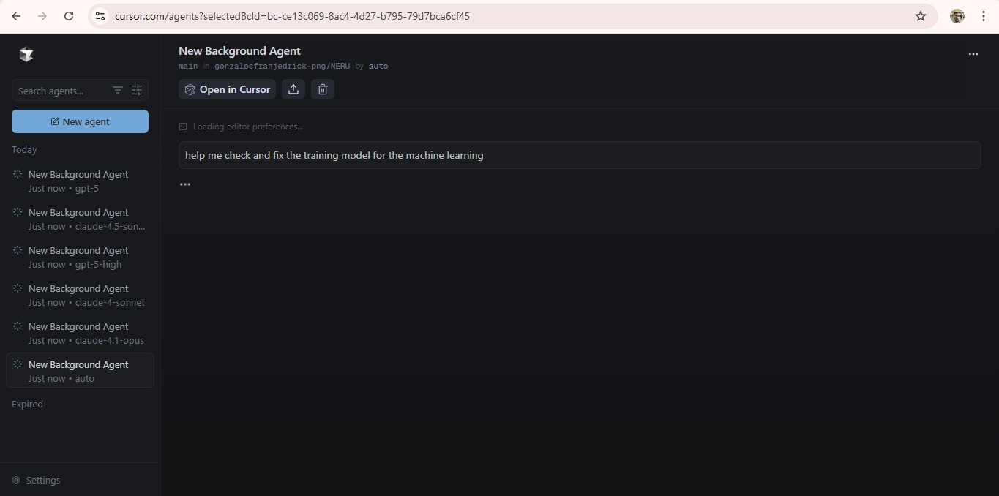 cursor.com/agents?selectedBcId=bc-ce13c069-8ac4-4d27-b795-79d7bca6cf45
Search agents...
New agent
Today
New Background Agent
Just now • gpt-5
New Background Agent
Just now • claude-4.5-son...
New Background Agent
Just now • gpt-5-high
New Background Agent
Just now • claude-4-sonnet
New Background Agent
Just now • claude-4.1-opus
New Background Agent
Just now • auto
Expired
Settings
New Background Agent
main in gonzalesfranjedrick-png/NERU by auto
Open in Cursor
Loading editor preferences...
help me check and fix the training model for the machine learning